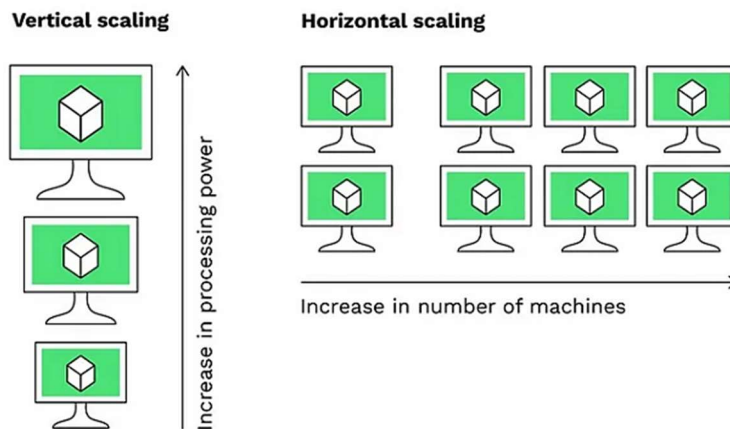 Vertical scaling
Increase in processing power
Horizontal scaling
Increase in number of machines